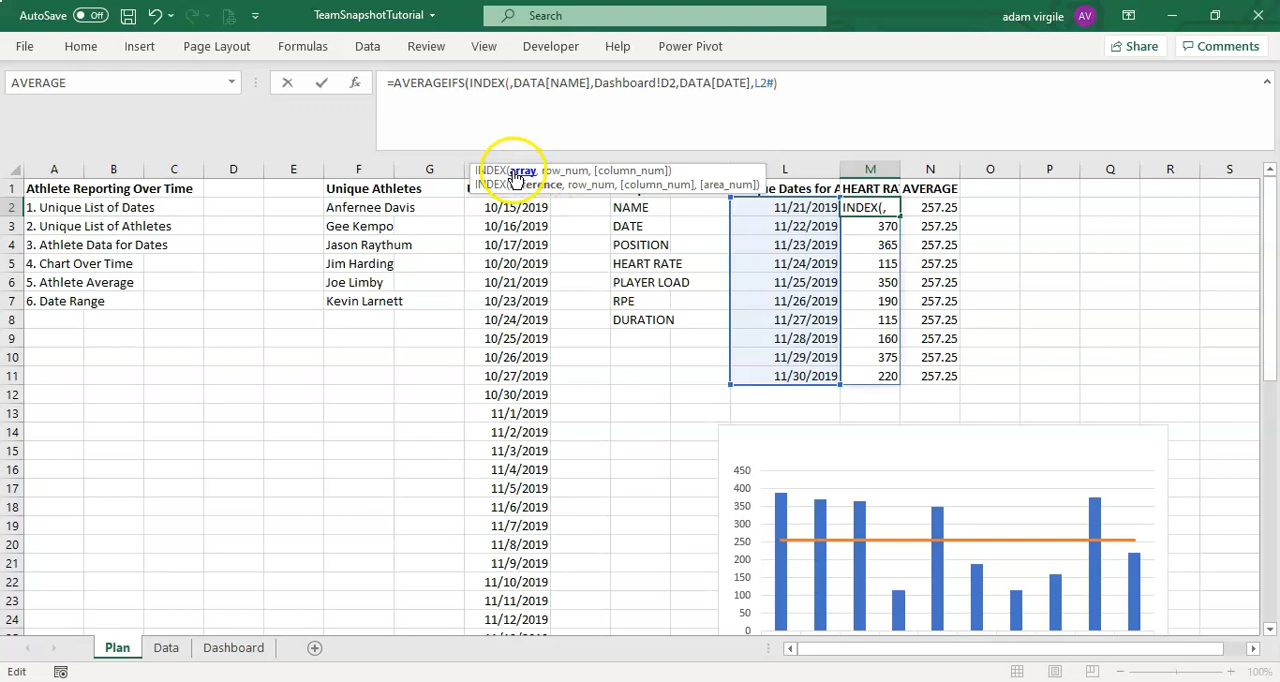 AutoSave Off TeamSnapshotTutorial Search adam virgile AV
File Home Insert Page Layout Formulas Data Review View Developer Help Power Pivot Share Comments
AVERAGE fx =AVERAGEIFS(INDEX(,DATA[NAME],Dashboard!D2,DATA[DATE],L2#)
INDEX(array, row_num, [column_num])
INDEX(reference, row_num, [column_num], [area_num])
A B C D E F G L M N O P Q R S
1 Athlete Reporting Over Time Unique Athletes HEART RA AVERAGE
2 1. Unique List of Dates Anfernee Davis 10/15/2019 NAME 11/21/2019 INDEX(, 257.25
3 2. Unique List of Athletes Gee Kempo 10/16/2019 DATE 11/22/2019 370 257.25
4 3. Athlete Data for Dates Jason Raythum 10/17/2019 POSITION 11/23/2019 365 257.25
5 4. Chart Over Time Jim Harding 10/20/2019 HEART RATE 11/24/2019 115 257.25
6 5. Athlete Average Joe Limby 10/21/2019 PLAYER LOAD 11/25/2019 350 257.25
7 6. Date Range Kevin Larnett 10/23/2019 RPE 11/26/2019 190 257.25
8 10/24/2019 DURATION 11/27/2019 115 257.25
9 10/25/2019 11/28/2019 160 257.25
10 10/26/2019 11/29/2019 375 257.25
11 10/27/2019 11/30/2019 220 257.25
12 10/30/2019
13 11/1/2019
14 11/2/2019
15 11/3/2019
16 11/4/2019
17 11/5/2019
18 11/6/2019
19 11/7/2019
20 11/8/2019
21 11/9/2019
22 11/10/2019
23 11/11/2019
24 11/12/2019
450
400
350
300
250
200
150
100
50
0
Plan Data Dashboard
Edit 100%